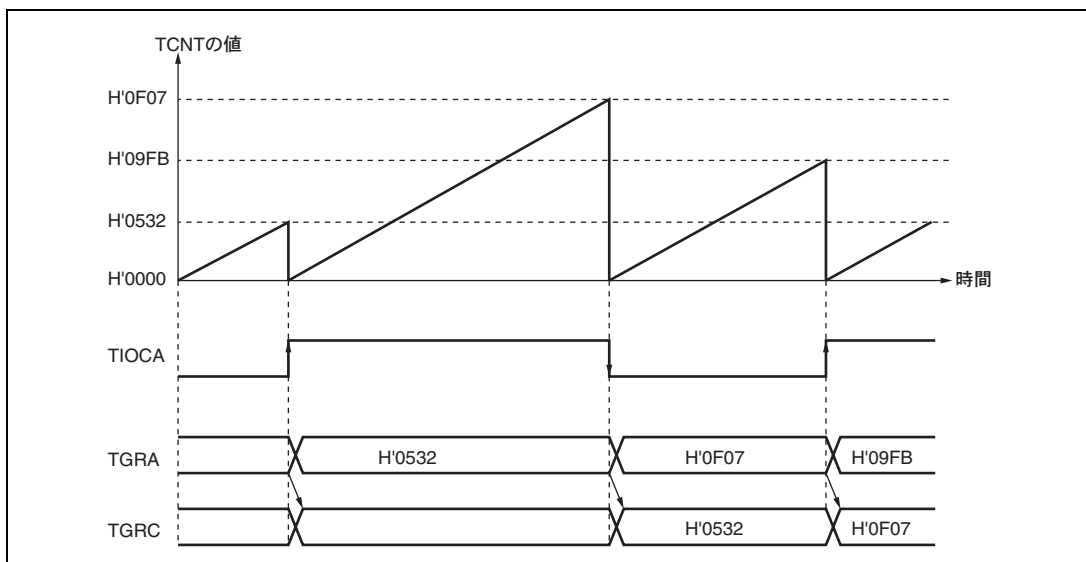 TCNTの値
H'0F07
H'09FB
H'0532
H'0000
時間
TIOCA
TGRA
H'0532
H'0F07
H'09FB
TGRC
H'0532
H'0F07